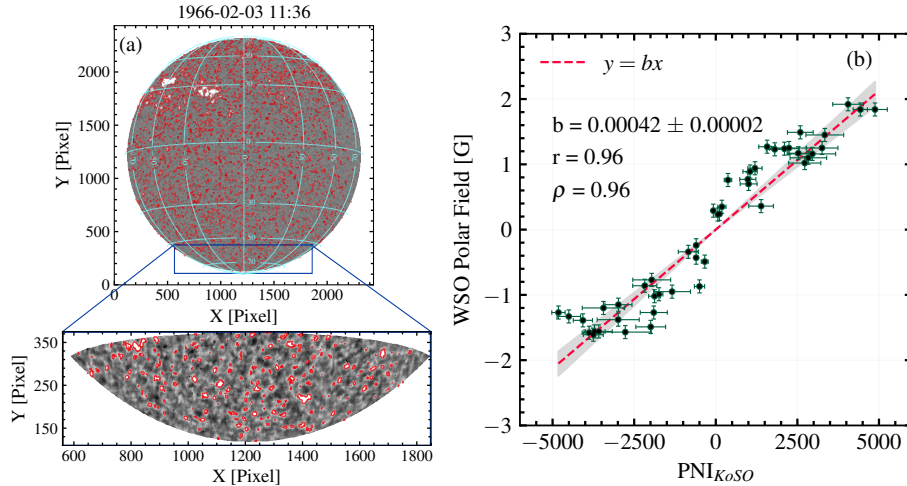 1966-02-03 11:36
(a)
2000
1500
1000
500
0
Y [Pixel]
0 500 1000 1500 2000
X [Pixel]
350
250
150
Y [Pixel]
600 800 1000 1200 1400 1600 1800
X [Pixel]
(b)
y = bx
b = 0.00042 ± 0.00002
r = 0.96
ρ = 0.96
3
2
1
0
−1
−2
−3
WSO Polar Field [G]
−5000 −2500 0 2500 5000
PNI KoSO